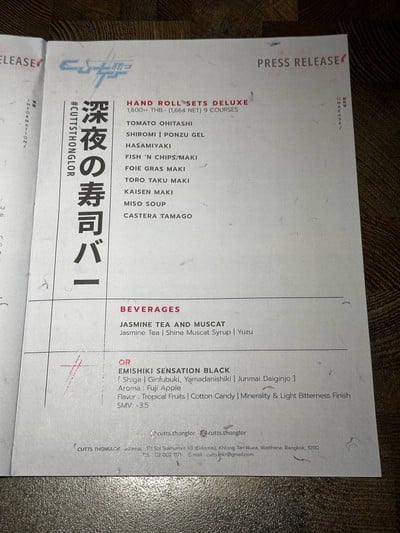 ELEASE
cutts
PRESS RELEASE
深夜の寿司バー
#CUTTSTHONGLOR
HAND ROLL SETS DELUXE
1,600++ THB- (1,664 NET) 9 COURSES
TOMATO OHITASHI
SHIROMI | PONZU GEL
HASAMIYAKI
FISH 'N CHIPS MAKI
FOIE GRAS MAKI
TORO TAKU MAKI
KAISEN MAKI
MISO SOUP
CASTERA TAMAGO
BEVERAGES
JASMINE TEA AND MUSCAT
Jasmine Tea | Shine Muscat Syrup | Yuzu
OR
EMISHIKI SENSATION BLACK
[ Shiga | Ginfubuki, Yamadanishiki | Junmai Daiginjo ]
Aroma : Fuji Apple
Flavor : Tropical Fruits | Cotton Candy | Minerality & Light Bitterness Finish
SMV: -3.5
cutts.thonglor
cutts.thonglor
CUTTS THONGLOR